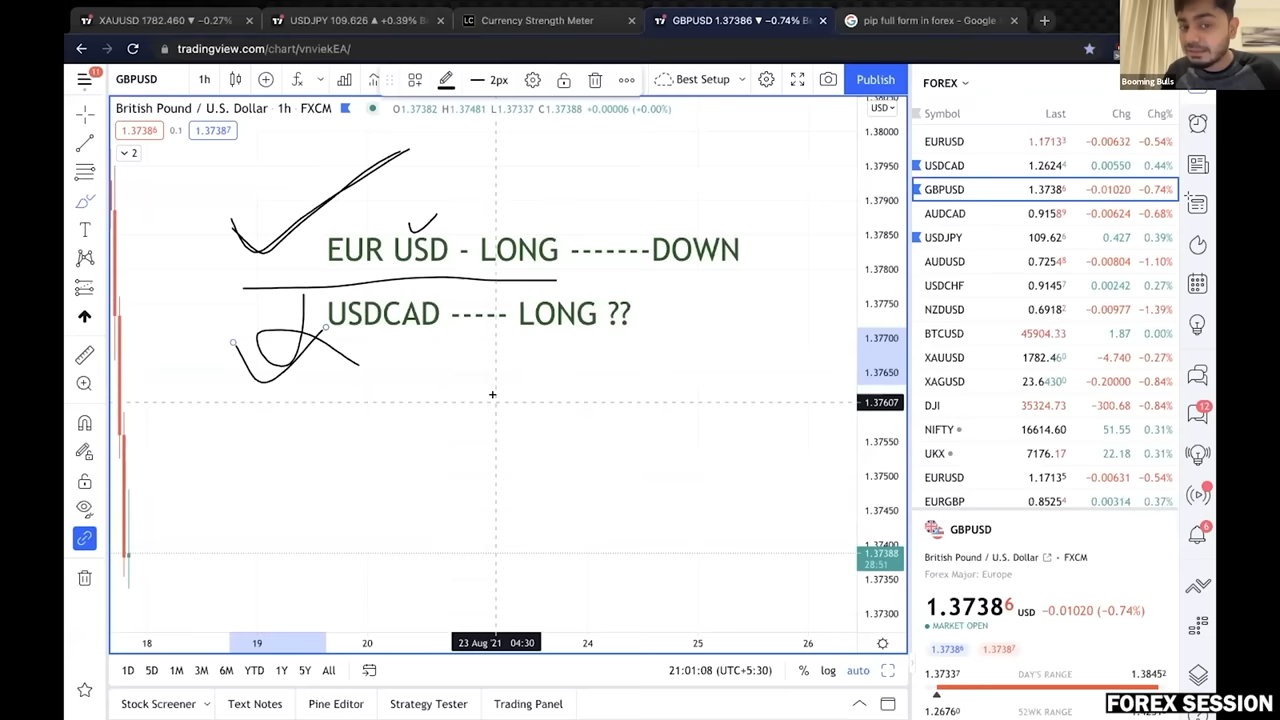 XAUUSD 1782.460 ▼ −0.27%
USDJPY 109.626 ▲ +0.39% B
Currency Strength Meter
GBPUSD 1.37386 ▼ −0.74% B
pip full form in forex - Google S
tradingview.com/chart/vnviekEA/
Booming Bulls
11
GBPUSD
1h
2px
Best Setup
Publish
FOREX
British Pound / U.S. Dollar · 1h · FXCM
O1.37382 H1.37481 L1.37337 C1.37388 +0.00006 (+0.00%)
USD
1.37386
0.1
1.37387
2
1.38000
1.37950
1.37900
1.37850
1.37800
1.37750
1.37700
1.37650
1.37607
1.37550
1.37500
1.37450
1.37400
1.37388
28:51
1.37350
1.37300
EUR USD - LONG -------DOWN
USDCAD ----- LONG ??
Symbol Last Chg Chg%
EURUSD 1.17133 −0.00632 −0.54%
USDCAD 1.26244 0.00550 0.44%
GBPUSD 1.37386 −0.01020 −0.74%
AUDCAD 0.91589 −0.00624 −0.68%
USDJPY 109.626 0.427 0.39%
AUDUSD 0.72548 −0.00804 −1.10%
USDCHF 0.91457 0.00242 0.27%
NZDUSD 0.69182 −0.00977 −1.39%
BTCUSD 45904.33 1.87 0.00%
XAUUSD 1782.460 −4.740 −0.27%
XAGUSD 23.6430 −0.20000 −0.84%
DJI 35324.73 −300.68 −0.84%
NIFTY 16614.60 51.55 0.31%
UKX 7176.17 22.18 0.31%
EURUSD 1.17135 −0.00631 −0.54%
EURGBP 0.85254 0.00314 0.37%
12
6
GBPUSD
British Pound / U.S. Dollar · FXCM
Forex Major: Europe
1.37386 USD −0.01020 (−0.74%)
MARKET OPEN
1.37386 1.37387
1.37337 DAY'S RANGE 1.38452
1.26760 52WK RANGE
18
19
20
23 Aug '21 04:30
24
25
26
1D 5D 1M 3M 6M YTD 1Y 5Y All
21:01:08 (UTC+5:30)
% log auto
Stock Screener Text Notes Pine Editor Strategy Tester Trading Panel
FOREX SESSION